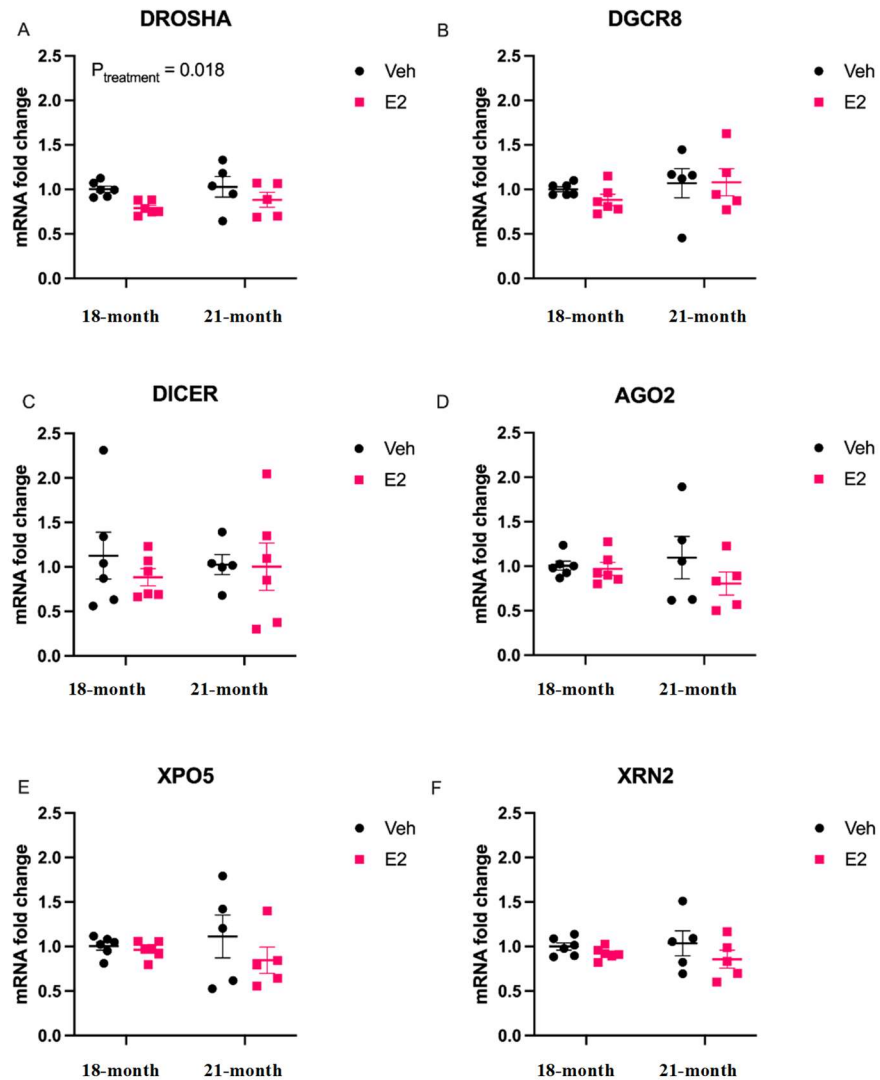 A
DROSHA
mRNA fold change
2.5
2.0
1.5
1.0
0.5
0.0
P treatment = 0.018
Veh
E2
18-month
21-month
B
DGCR8
mRNA fold change
2.5
2.0
1.5
1.0
0.5
0.0
Veh
E2
18-month
21-month
C
DICER
mRNA fold change
2.5
2.0
1.5
1.0
0.5
0.0
Veh
E2
18-month
21-month
D
AGO2
mRNA fold change
2.5
2.0
1.5
1.0
0.5
0.0
Veh
E2
18-month
21-month
E
XPO5
mRNA fold change
2.5
2.0
1.5
1.0
0.5
0.0
Veh
E2
18-month
21-month
F
XRN2
mRNA fold change
2.5
2.0
1.5
1.0
0.5
0.0
Veh
E2
18-month
21-month